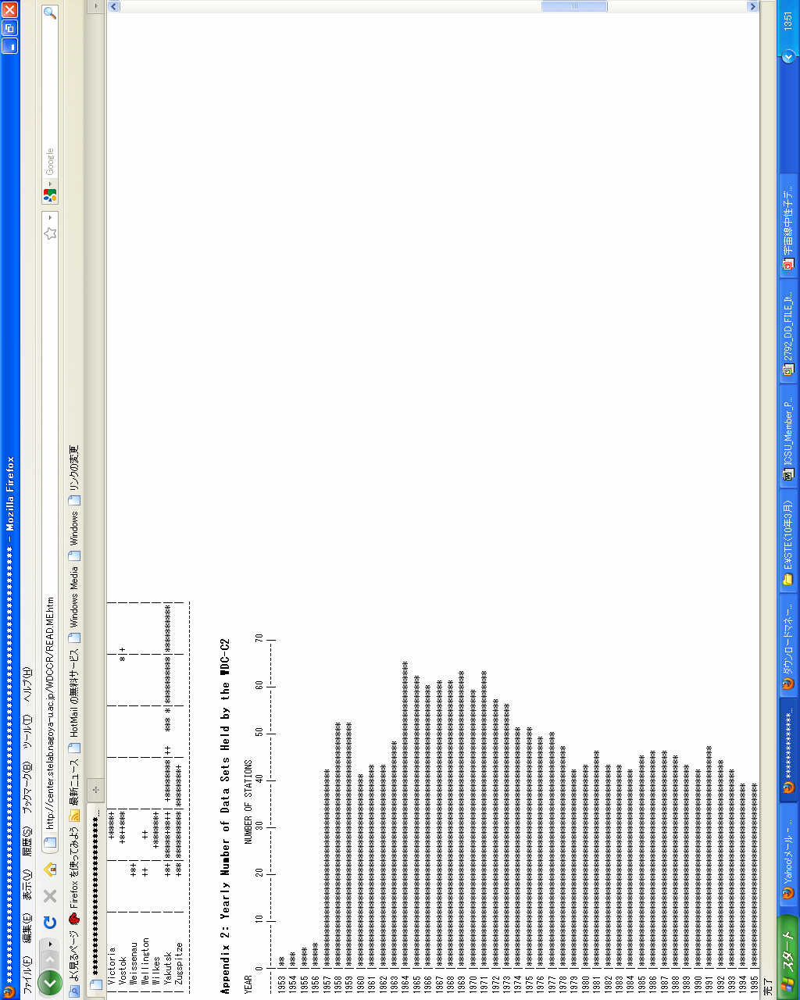 - Mozilla Firefox
ファイル(F) 編集(E) 表示(V) 履歴(S) ブックマーク(B) ツール(T) ヘルプ(H)
http://center.stelab.nagoya-u.ac.jp/WDCCR/READ.ME.htm Google
よく見るページ Firefox を使ってみよう 最新ニュース HotMail の無料サービス Windows Media Windows リンクの変更
Victoria
Vostok
Weissenau
Wellington
Wilkes
Yakutsk
Zugspitze
Appendix 2: Yearly Number of Data Sets Held by the WDC-C2
YEAR NUMBER OF STATIONS
0 10 20 30 40 50 60 70
1953
1954
1955
1956
1957
1958
1959
1960
1961
1962
1963
1964
1965
1966
1967
1968
1969
1970
1971
1972
1973
1974
1975
1976
1977
1978
1979
1980
1981
1982
1983
1984
1985
1986
1987
1988
1989
1990
1991
1992
1993
1994
1995
完了
スタート Yahoo!メール - ... ***************... ダウンロードマネー... E:¥STE(10年3月) ICSU_Member_P... 2792_DD_FILE_It... 宇宙線中性子デ... 13:51